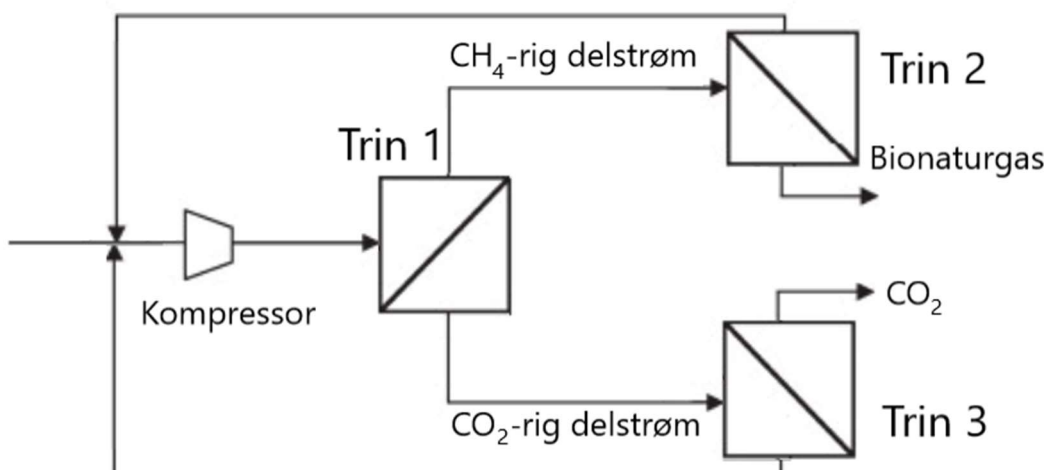 CH₄-rig delstrøm
Trin 2
Trin 1
Bionaturgas
Kompressor
CO₂
CO₂-rig delstrøm
Trin 3